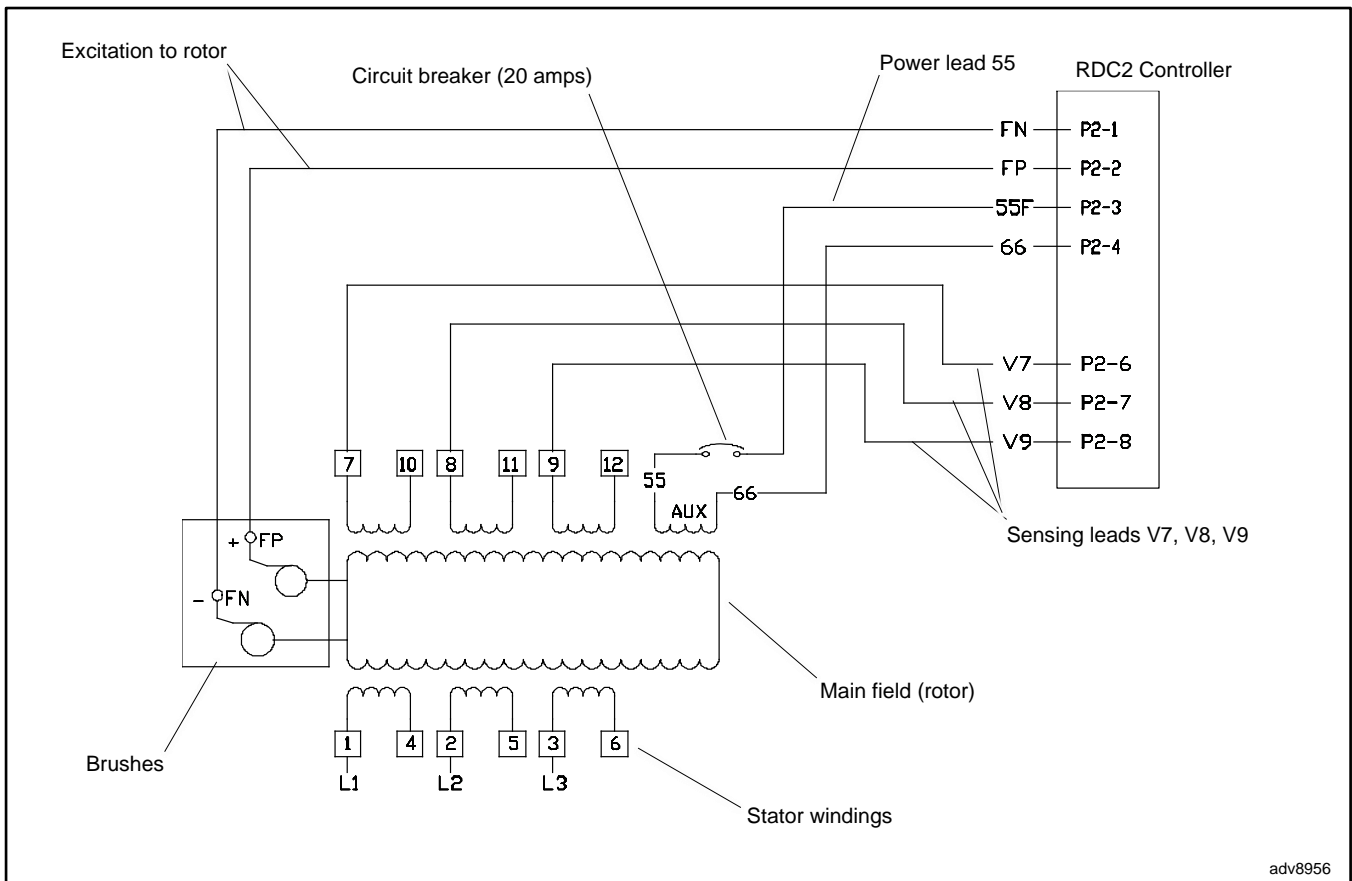 Excitation to rotor
Circuit breaker (20 amps)
Power lead 55
RDC2 Controller
FN P2-1
FP P2-2
55F P2-3
66 P2-4
V7 P2-6
V8 P2-7
V9 P2-8
7 10 8 11 9 12
55
66
AUX
Sensing leads V7, V8, V9
+ FP
- FN
Main field (rotor)
1 4 2 5 3 6
L1 L2 L3
Brushes
Stator windings
adv8956